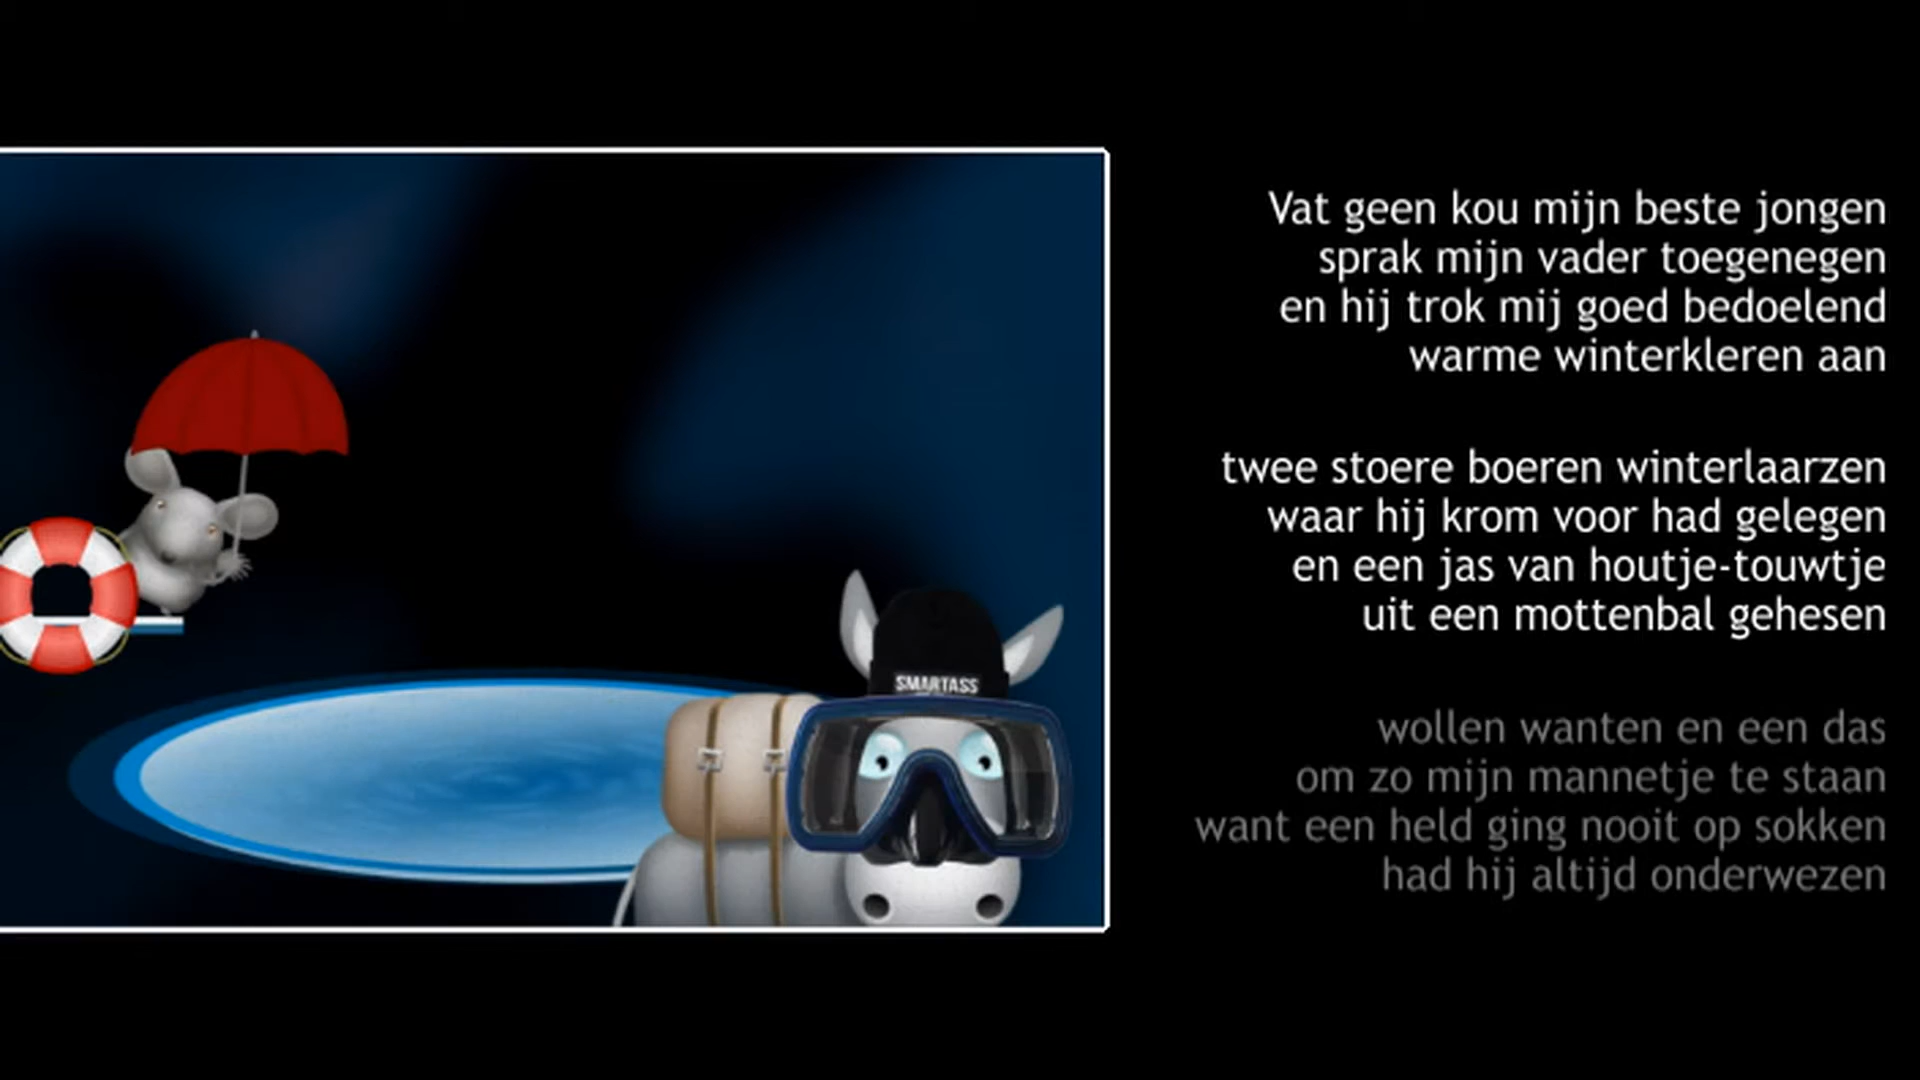 Vat geen kou mijn beste jongen
sprak mijn vader toegenegen
en hij trok mij goed bedoelend
warme winterkleren aan
twee stoere boeren winterlaarzen
waar hij krom voor had gelegen
en een jas van houtje-touwtje
uit een mottenbal gehesen
wollen wanten en een das
om zo mijn mannetje te staan
want een held ging nooit op sokken
had hij altijd onderwezen
SMARTASS